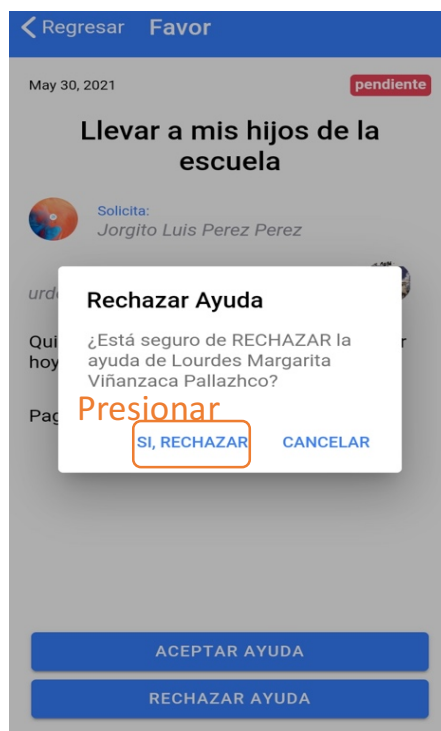 Regresar Favor
May 30, 2021 pendiente
Llevar a mis hijos de la
escuela
Solicita:
Jorgito Luis Perez Perez
Rechazar Ayuda
¿Está seguro de RECHAZAR la
ayuda de Lourdes Margarita
Viñanzaca Pallazhco?
hoy
Presionar
SI, RECHAZAR CANCELAR
ACEPTAR AYUDA
RECHAZAR AYUDA